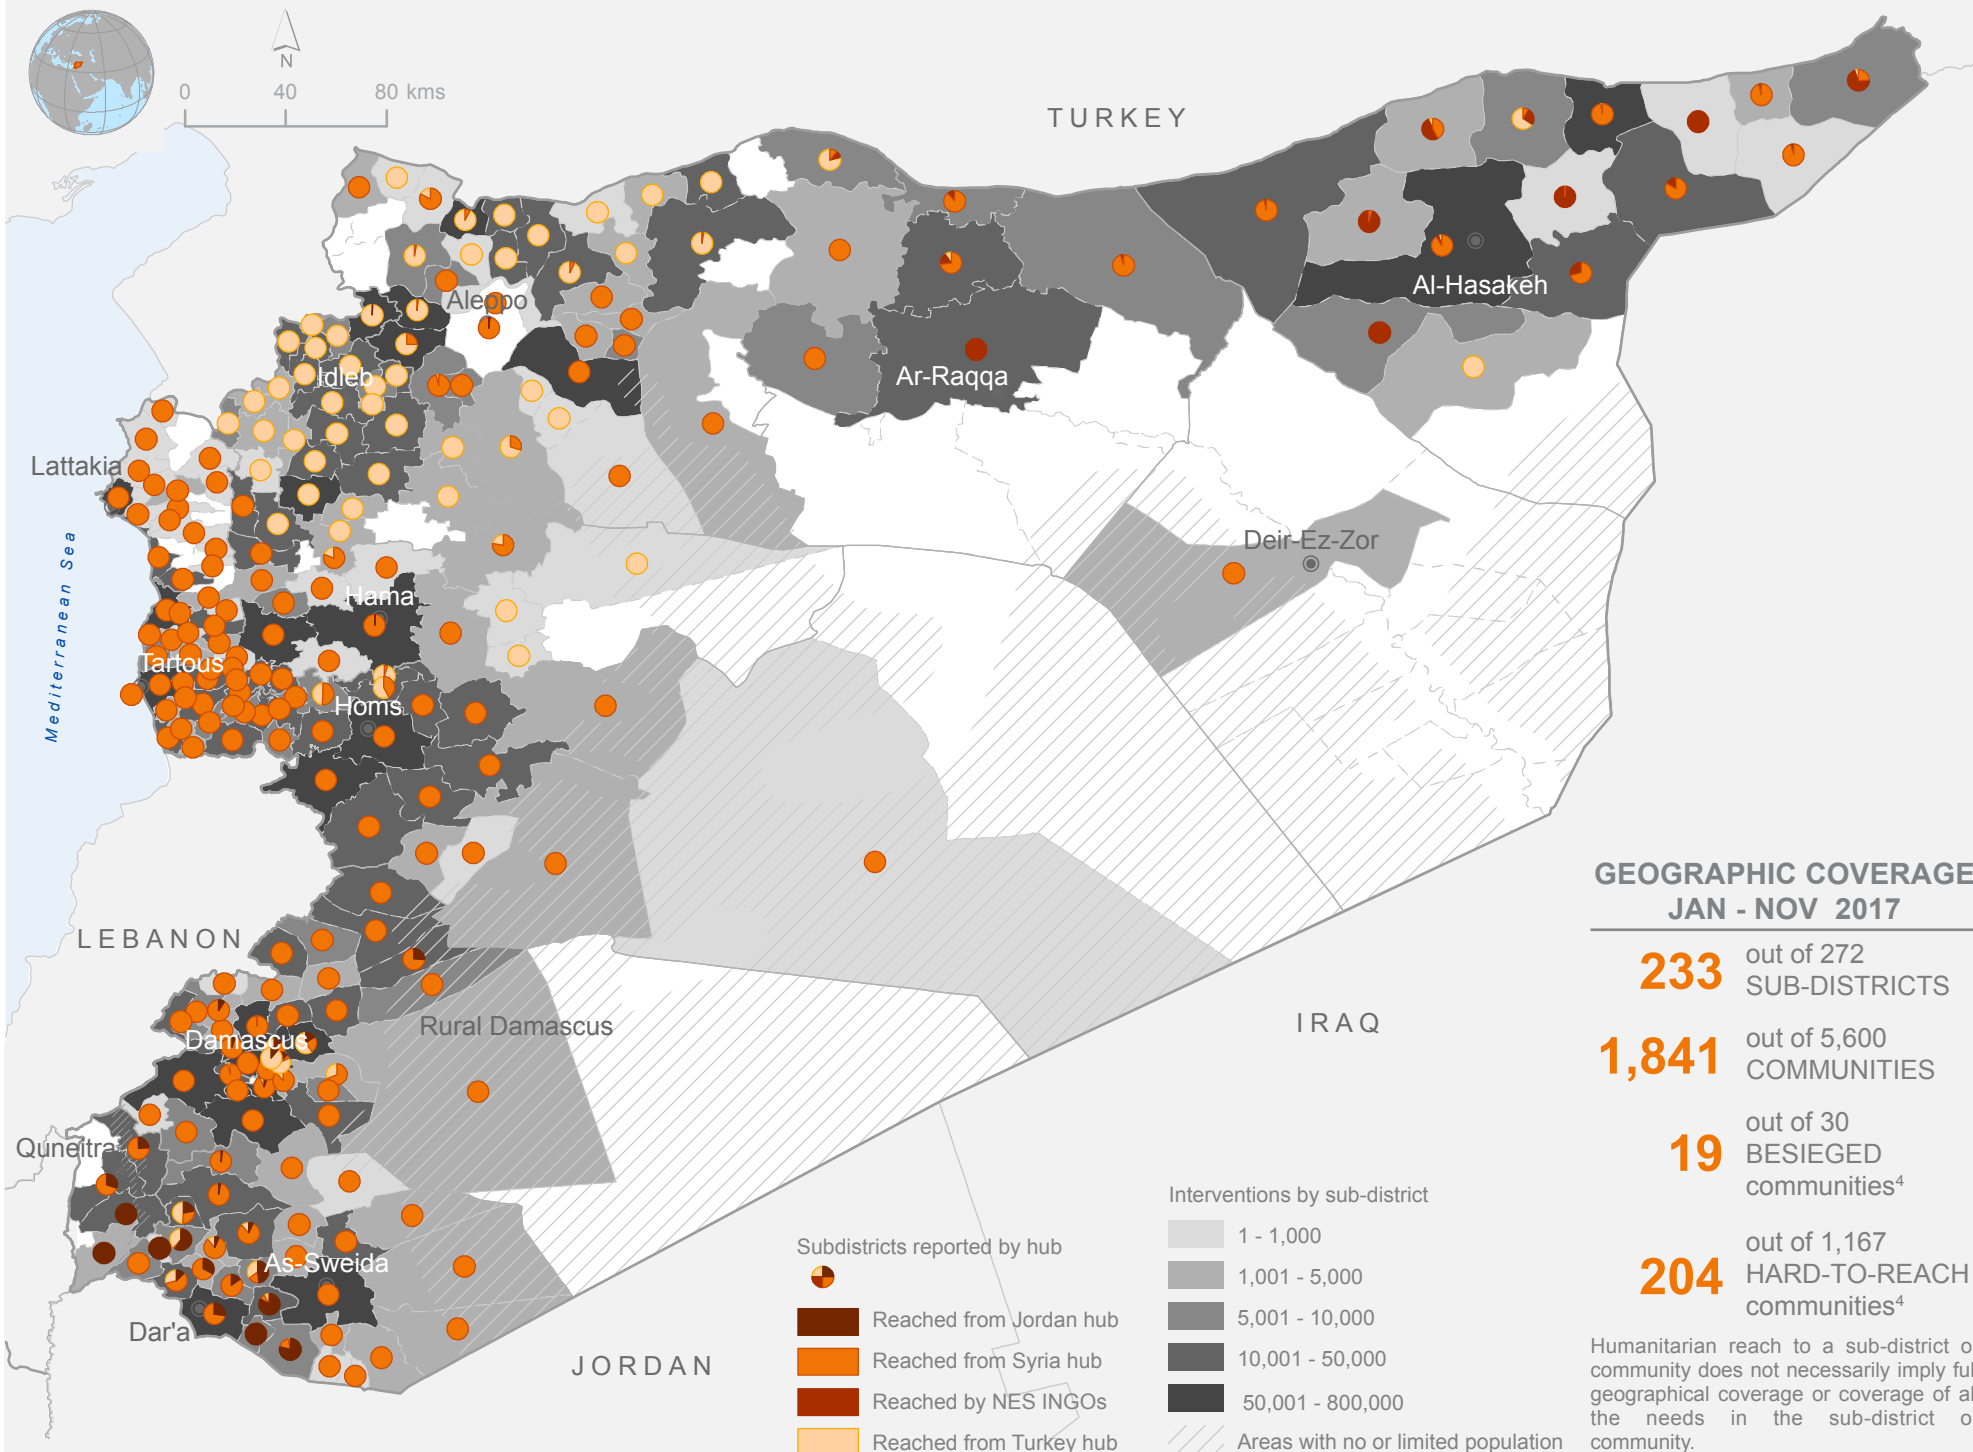 N
0 40 80 kms
TURKEY
Aleppo
Al-Hasakeh
Idleb
Ar-Raqqa
Lattakia
Deir-Ez-Zor
Mediterranean Sea
Hama
Tartous
Homs
LEBANON
Rural Damascus
Damascus
IRAQ
Quneitra
As-Sweida
Dar'a
JORDAN
Subdistricts reported by hub
Reached from Jordan hub
Reached from Syria hub
Reached by NES INGOs
Reached from Turkey hub
Interventions by sub-district
1 - 1,000
1,001 - 5,000
5,001 - 10,000
10,001 - 50,000
50,001 - 800,000
Areas with no or limited population
GEOGRAPHIC COVERAGE
JAN - NOV 2017
233 out of 272
SUB-DISTRICTS
1,841 out of 5,600
COMMUNITIES
19 out of 30
BESIEGED
communities⁴
204 out of 1,167
HARD-TO-REACH
communities⁴
Humanitarian reach to a sub-district o
community does not necessarily imply ful
geographical coverage or coverage of al
the needs in the sub-district o
community.